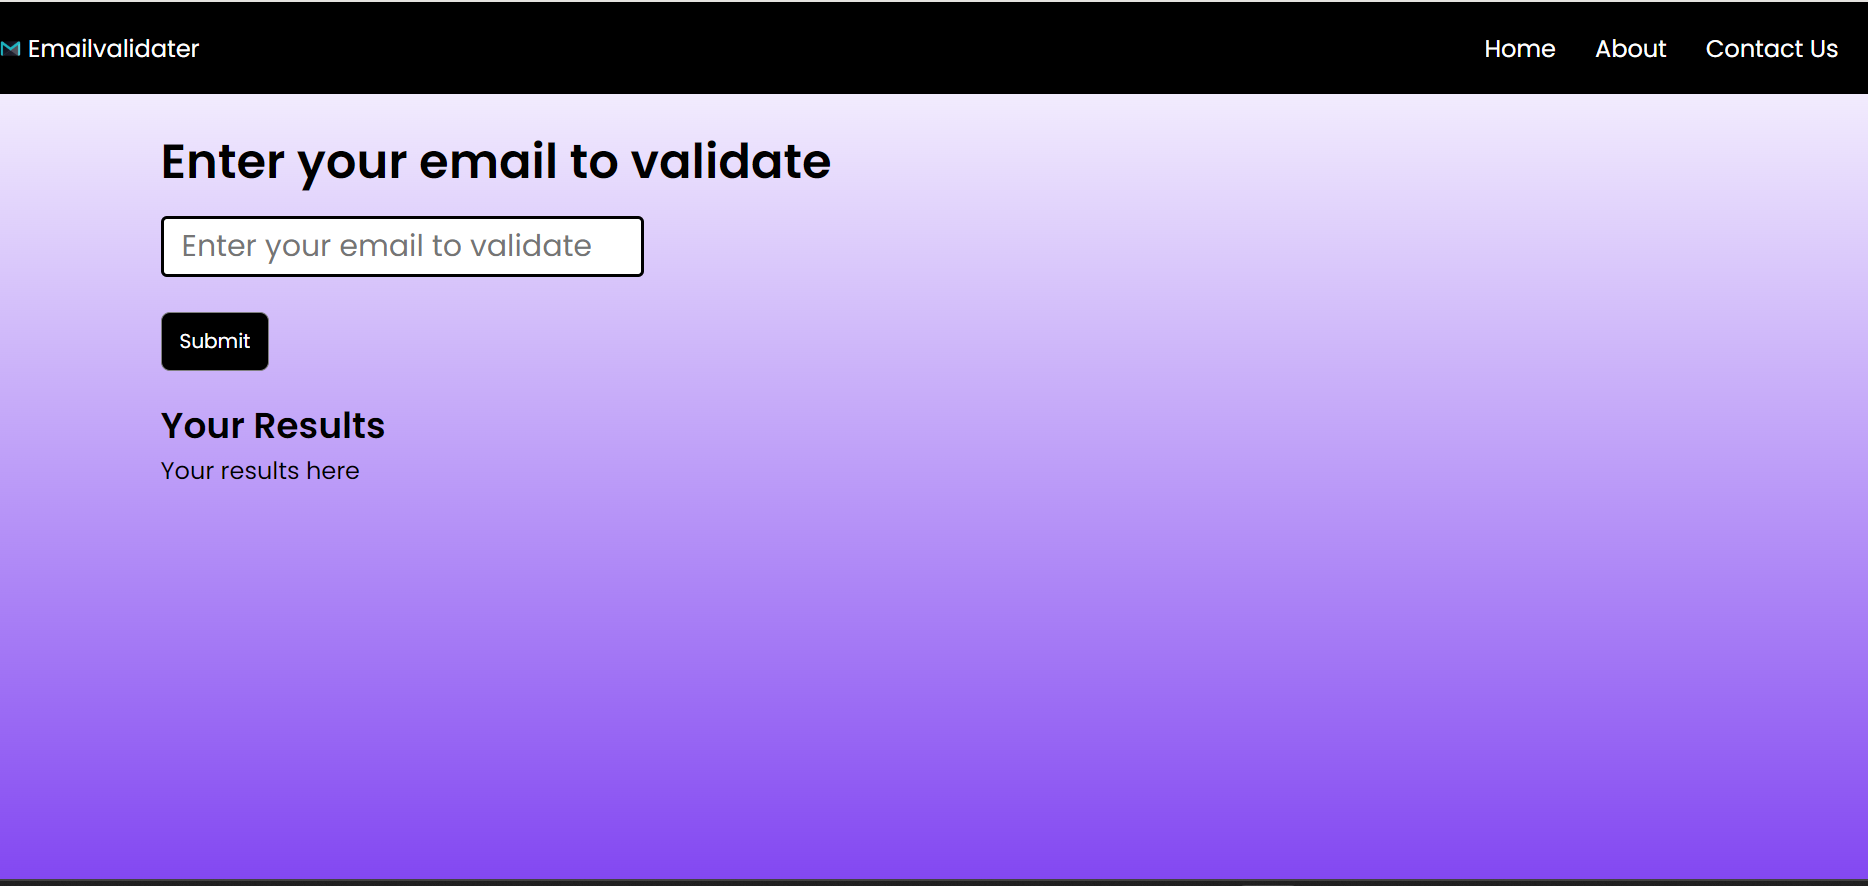 Emailvalidater
Home About Contact Us
Enter your email to validate
Enter your email to validate
Submit
Your Results
Your results here